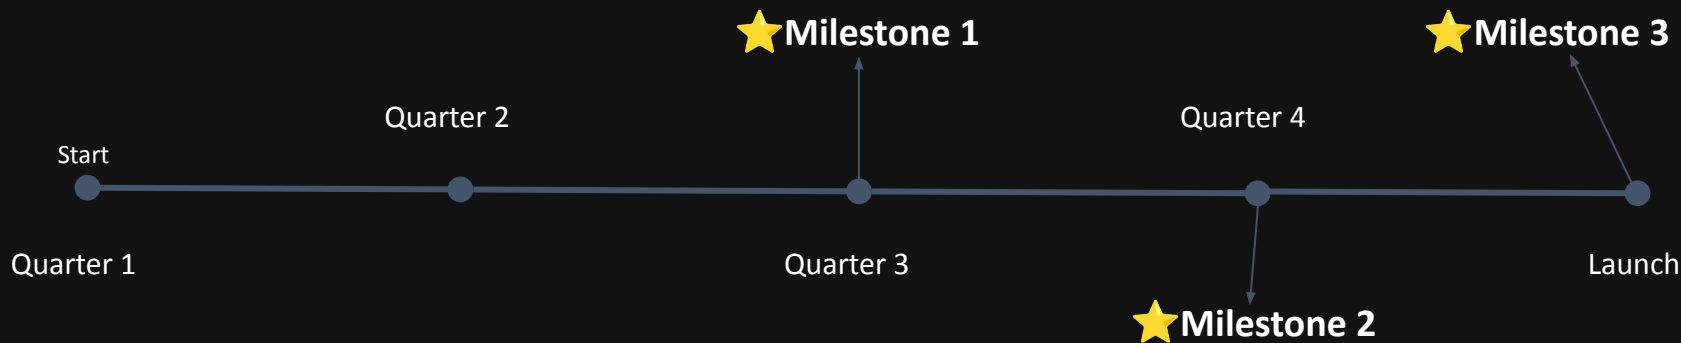 Milestone 1
Milestone 3
Quarter 2
Quarter 4
Start
Quarter 1
Quarter 3
Launch
Milestone 2